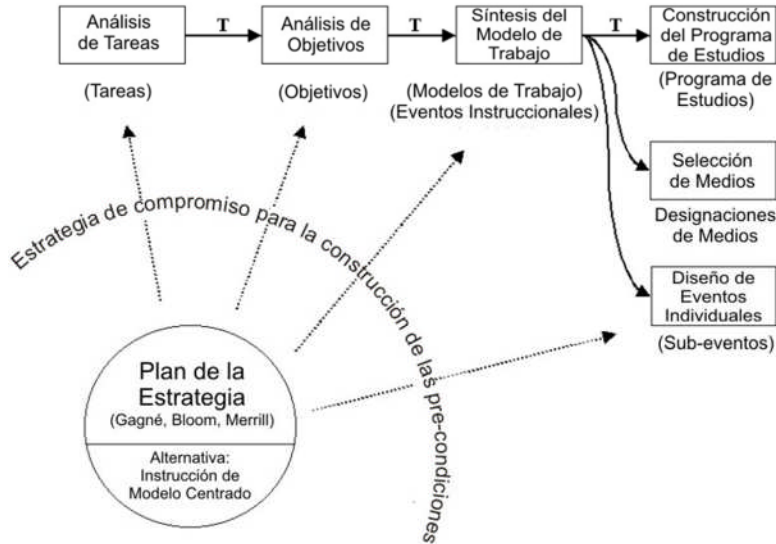 Análisis
de Tareas
T
Análisis de
Objetivos
T
Síntesis del
Modelo de
Trabajo
T
Construcción
del Programa
de Estudios
(Tareas)
(Objetivos)
(Modelos de Trabajo)
(Eventos Instruccionales)
(Programa de
Estudios)
Selección
de Medios
Designaciones
de Medios
Diseño de
Eventos
Individuales
(Sub-eventos)
Estrategia de compromiso para la construcción de las pre-condiciones
Plan de la
Estrategia
(Gagné, Bloom, Merrill)
Alternativa:
Instrucción de
Modelo Centrado